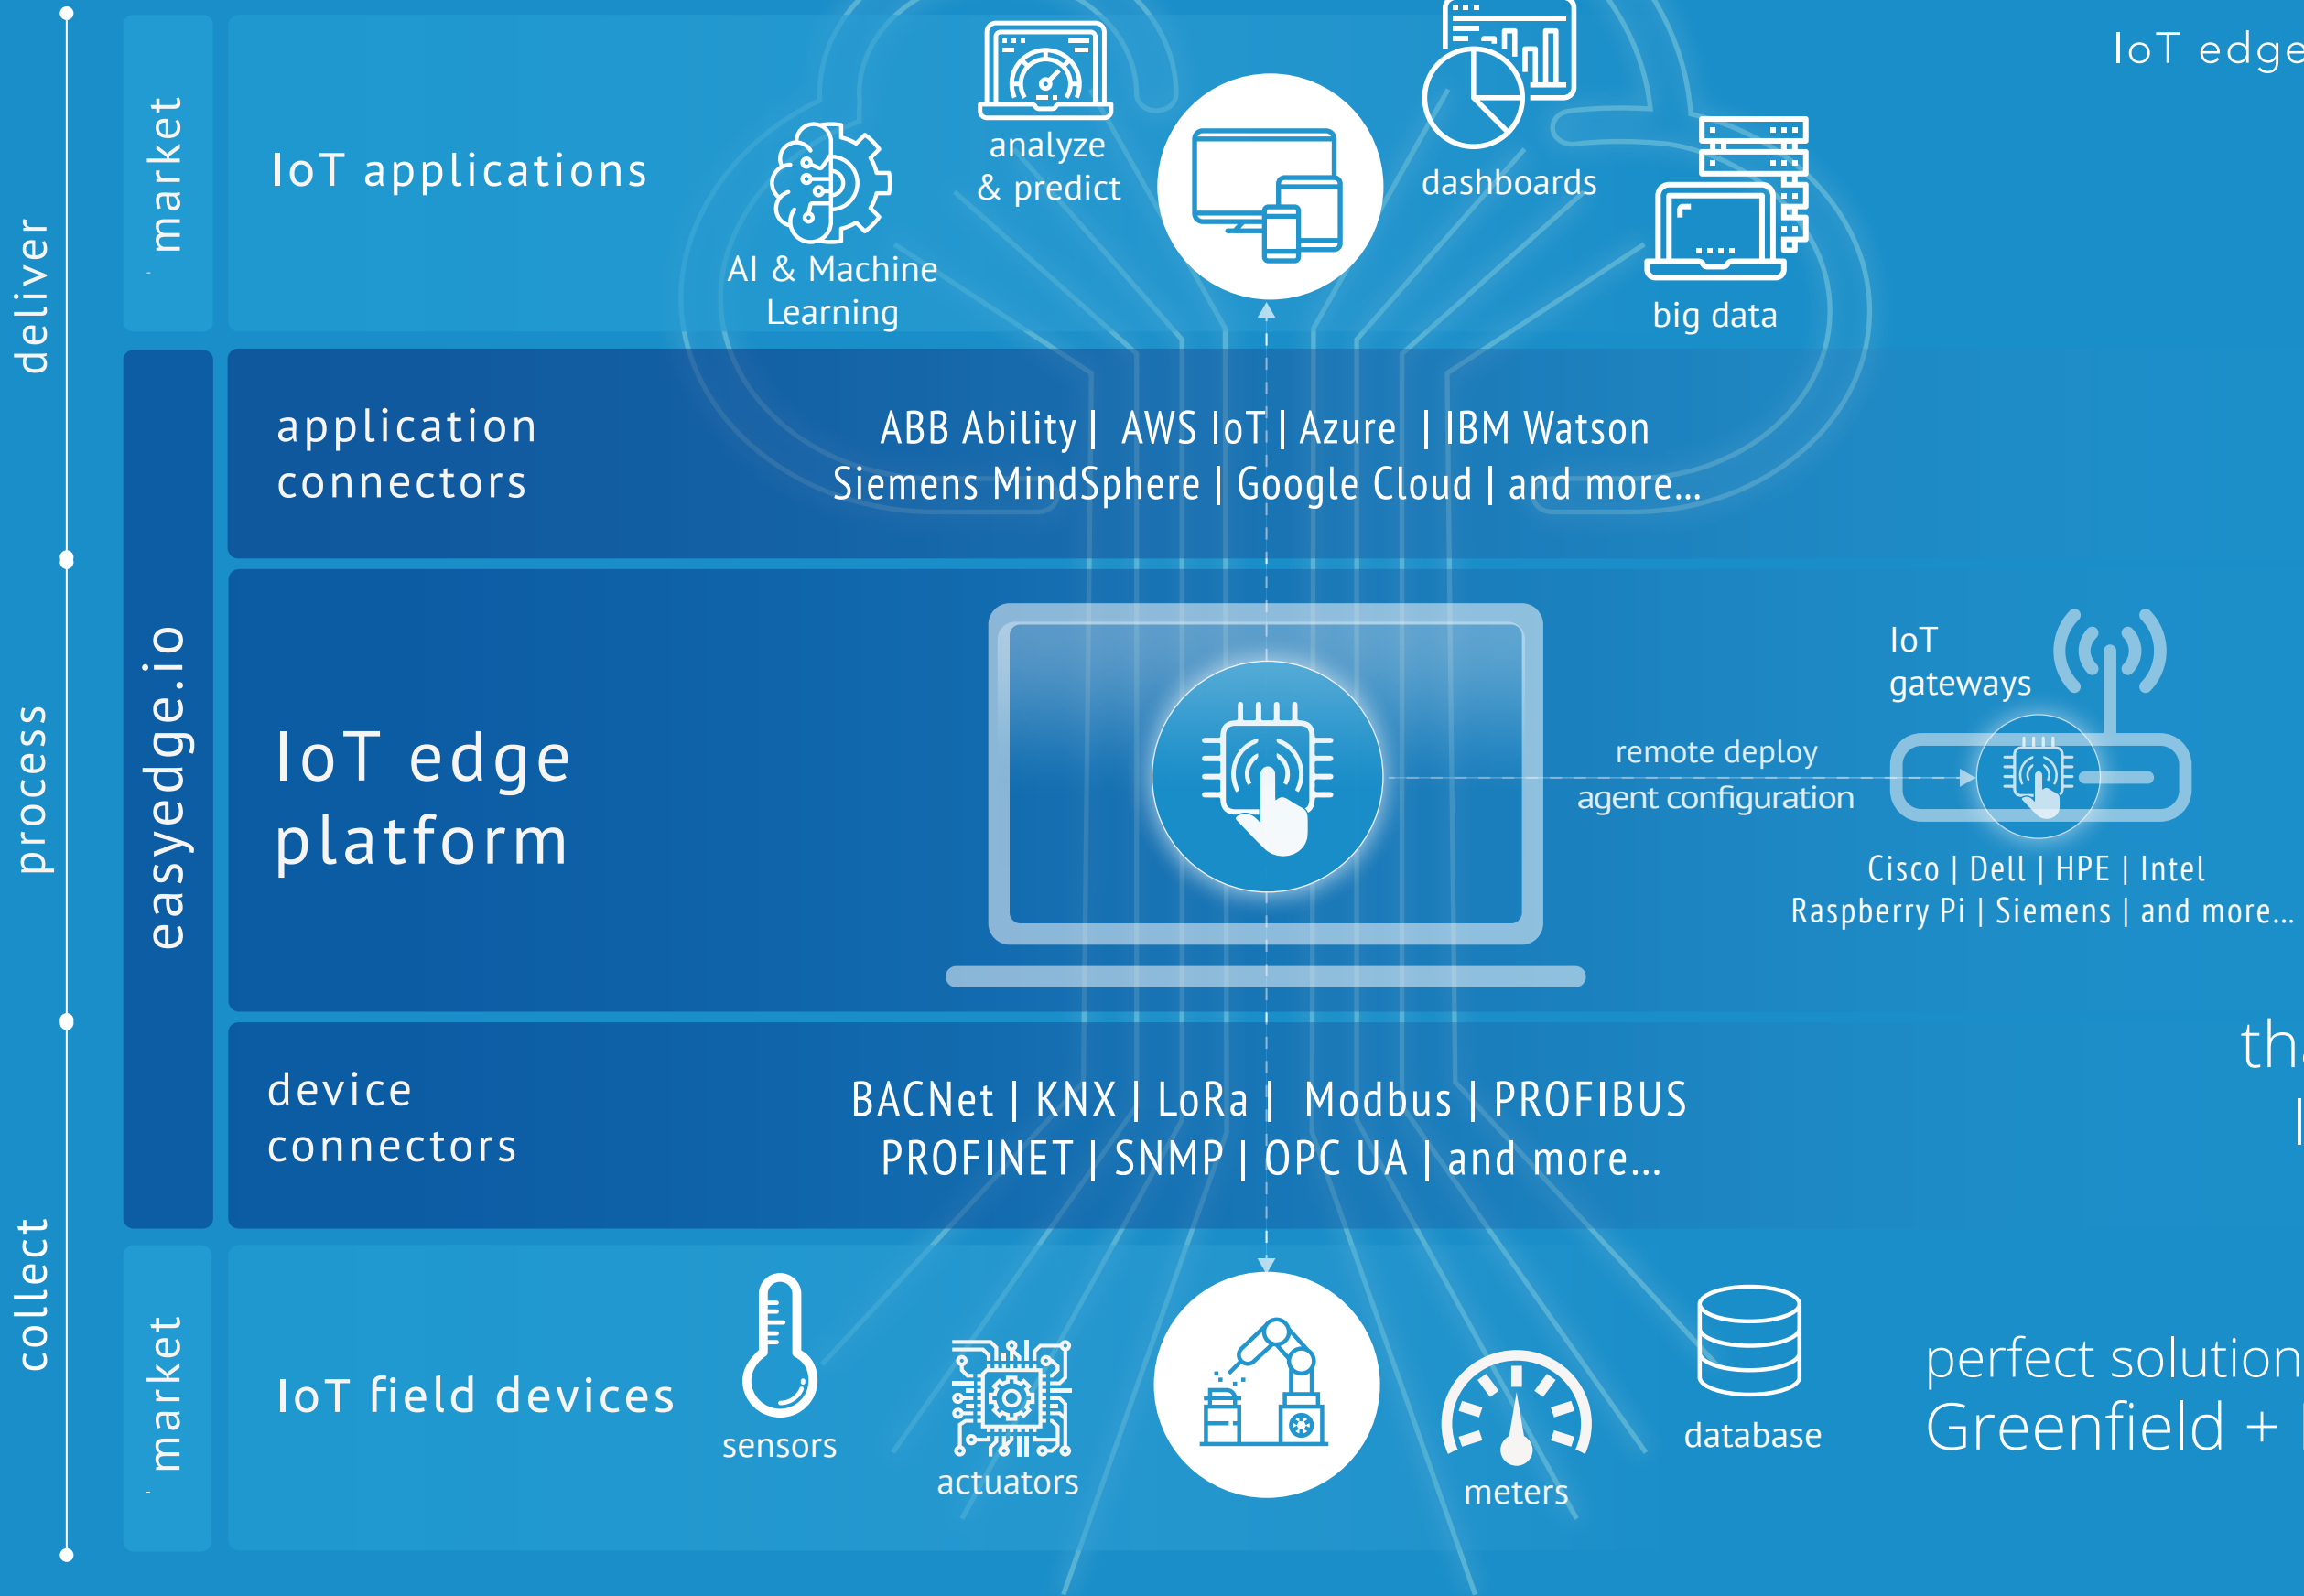 deliver
process
collect
market
easyedge.io
market
IoT applications
AI & Machine
Learning
analyze
& predict
dashboards
big data
IoT edge
application
connectors
ABB Ability | AWS IoT | Azure | IBM Watson
Siemens MindSphere | Google Cloud | and more...
IoT edge
platform
remote deploy
agent configuration
IoT
gateways
Cisco | Dell | HPE | Intel
Raspberry Pi | Siemens | and more...
device
connectors
BACNet | KNX | LoRa | Modbus | PROFIBUS
PROFINET | SNMP | OPC UA | and more...
IoT field devices
sensors
actuators
meters
database
perfect solution
Greenfield +